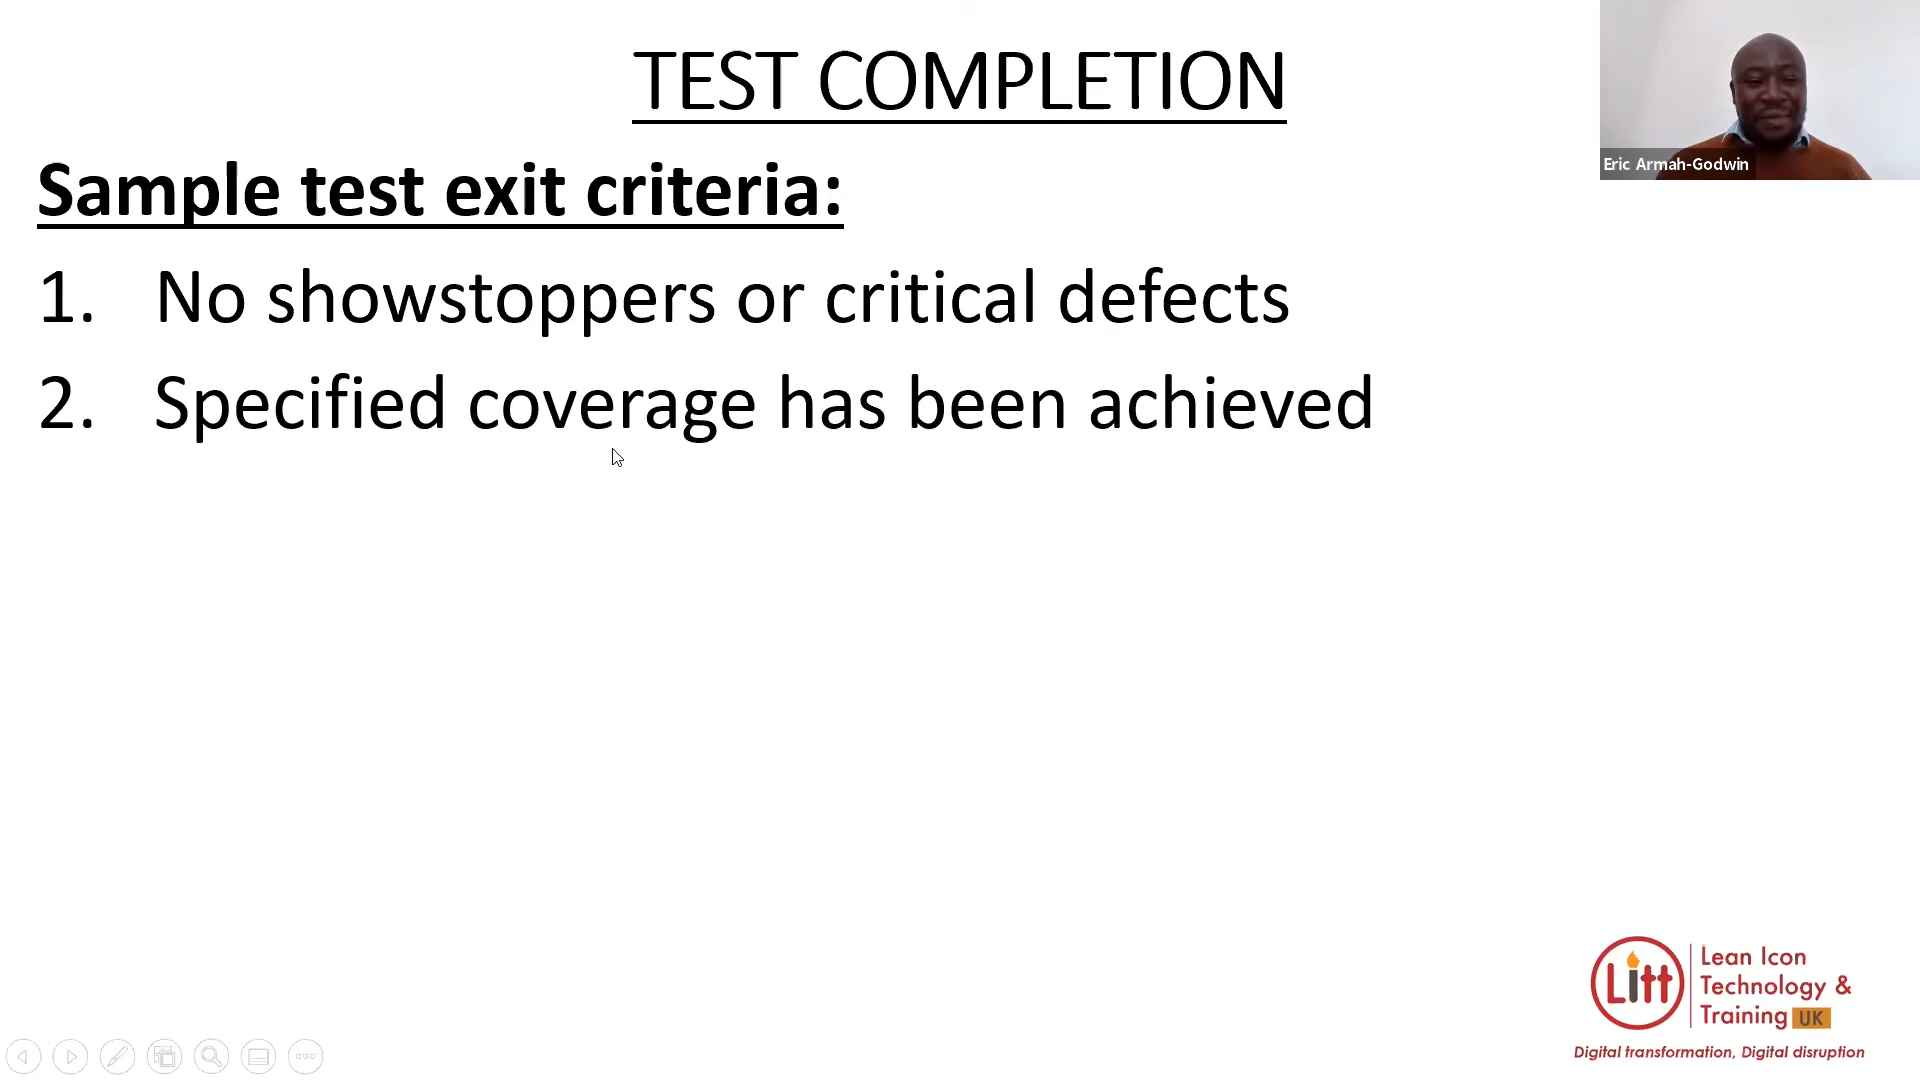 TEST COMPLETION
Eric Armah-Godwin
Sample test exit criteria:
1. No showstoppers or critical defects
2. Specified coverage has been achieved
Litt
Lean Icon
Technology &
Training UK
Digital transformation, Digital disruption